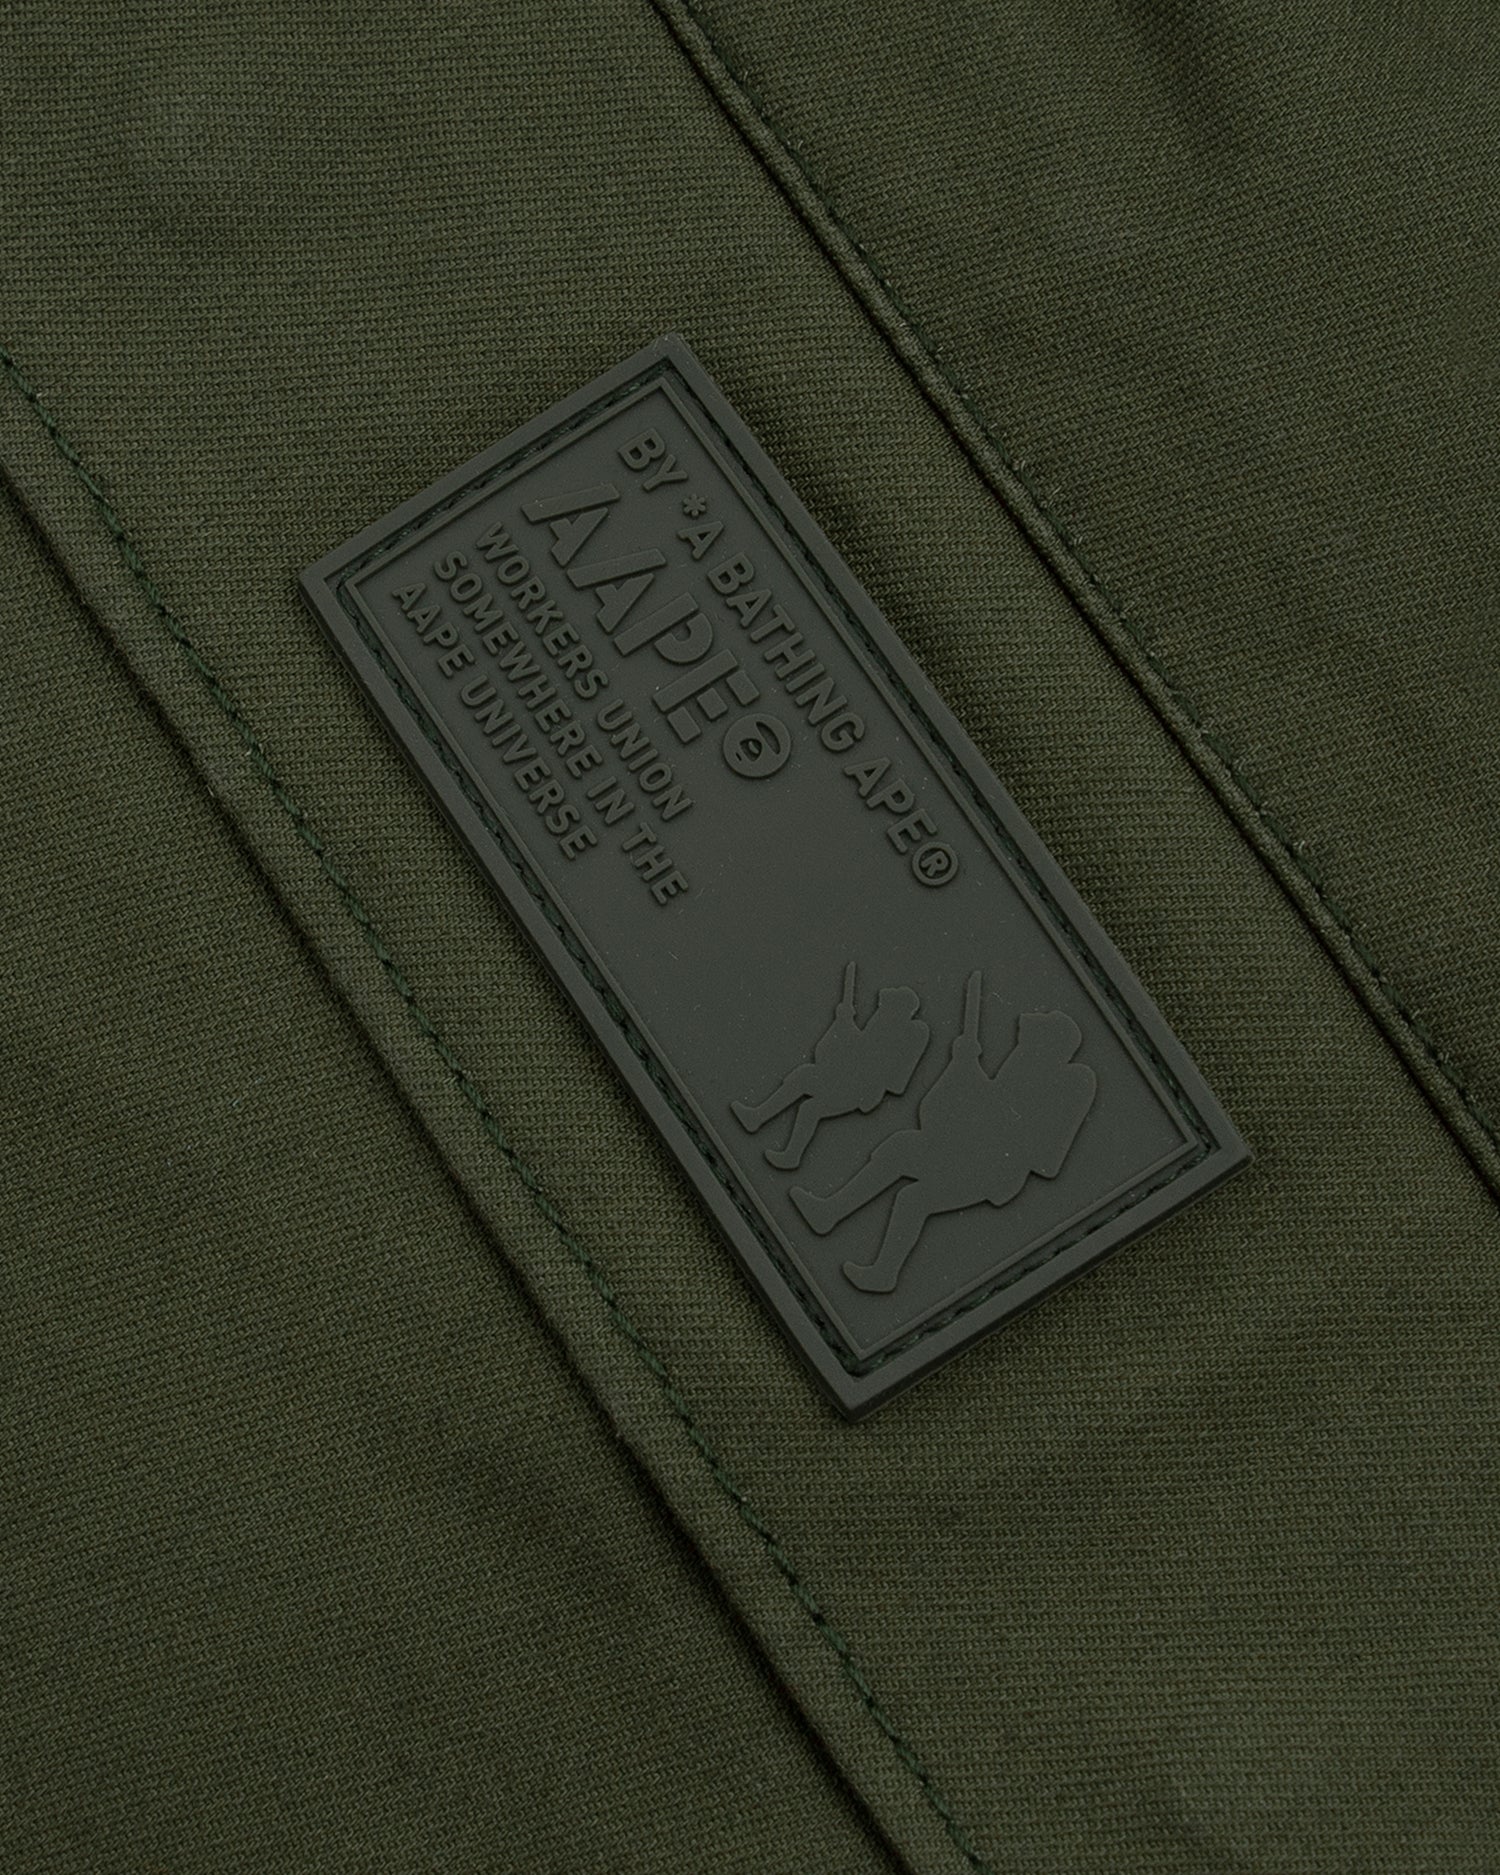 BY *A BATHING APE®
AAPE
WORKERS UNION
SOMEWHERE IN THE
AAPE UNIVERSE